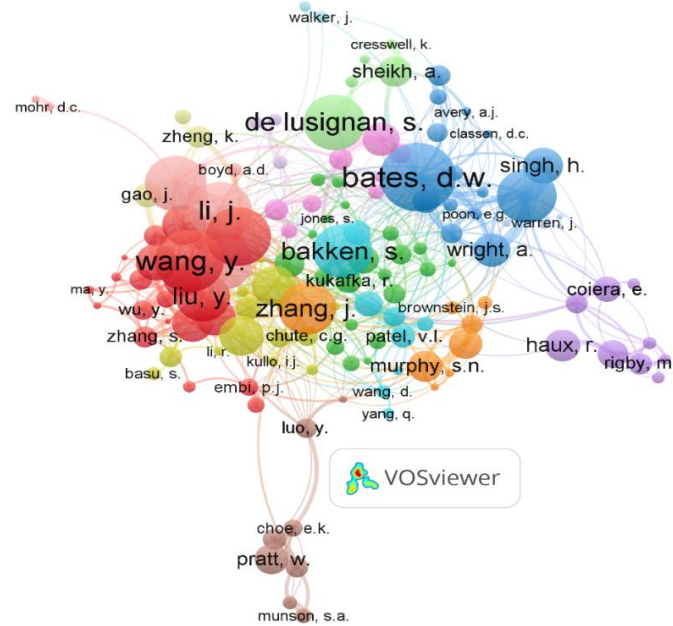 walker, j.
cresswell, k.
sheikh, a.
mohr, d.c.
avery, a.j.
de lusignan, s.
zheng, k.
classen, d.c.
singh, h.
boyd, a.d.
bates, d.w.
gao, j.
li, j.
poon, e.g.
jones, s.
warren, j.
wright, a.
bakken, s.
wang, y.
kukafka, r.
coiera, e.
ma, y.
liu, y.
wu, y.
zhang, j.
brownstein, j.s.
zhang, s.
chute, c.g.
patel, v.l.
haux, r.
li, r.
kullo, i.j.
rigby, m
basu, s.
murphy, s.n.
wang, d.
embi, p.j.
yang, q.
luo, y.
VOSviewer
choe, e.k.
pratt, w.
munson, s.a.